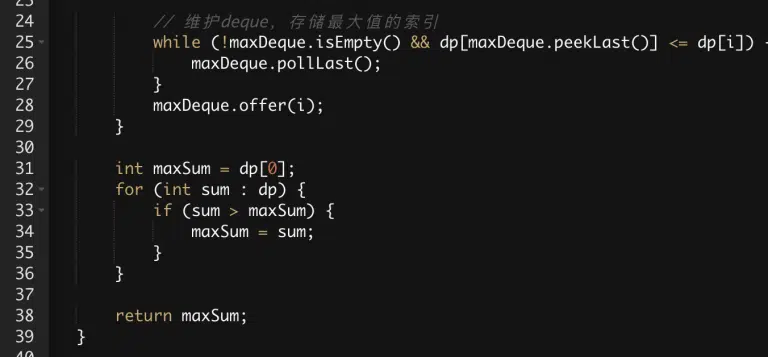 24 // 维护deque，存储最大值的索引
25 while (!maxDeque.isEmpty() && dp[maxDeque.peekLast()] <= dp[i]) {
26 maxDeque.pollLast();
27 }
28 maxDeque.offer(i);
29 }
30
31 int maxSum = dp[0];
32 for (int sum : dp) {
33 if (sum > maxSum) {
34 maxSum = sum;
35 }
36 }
37
38 return maxSum;
39 }